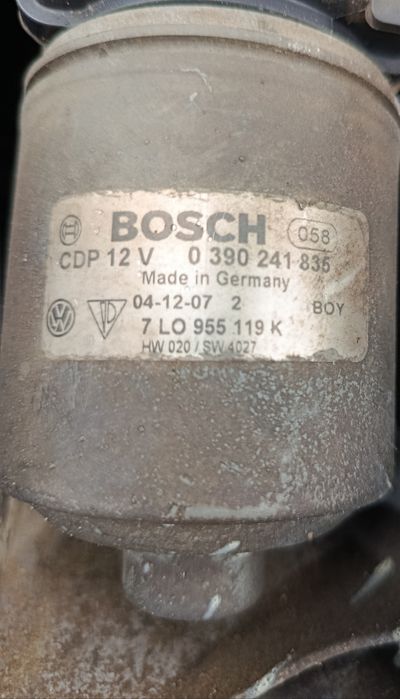 BOSCH 058
CDP 12 V 0 390 241 835
Made in Germany
04-12-07 2 BOY
7 LO 955 119 K
HW 020 / SW 4027